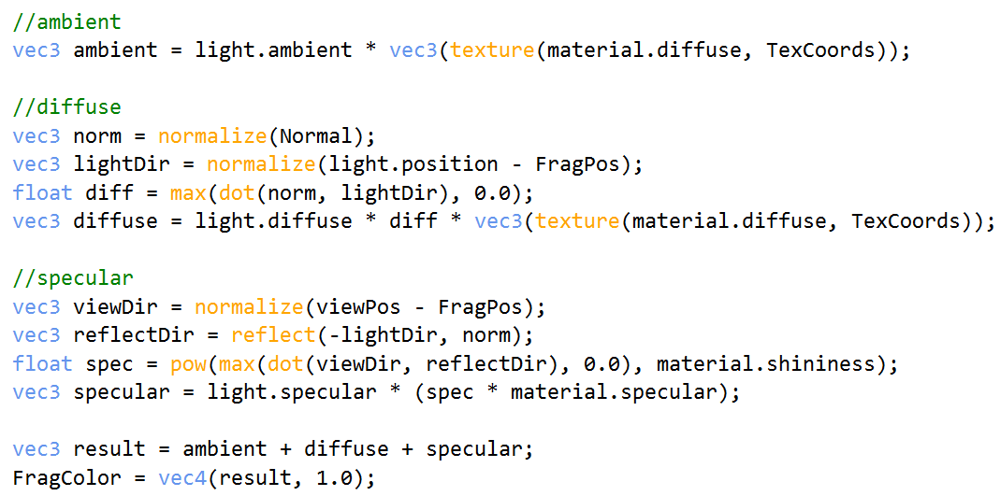 //ambient
vec3 ambient = light.ambient * vec3(texture(material.diffuse, TexCoords));
//diffuse
vec3 norm = normalize(Normal);
vec3 lightDir = normalize(light.position - FragPos);
float diff = max(dot(norm, lightDir), 0.0);
vec3 diffuse = light.diffuse * diff * vec3(texture(material.diffuse, TexCoords));
//specular
vec3 viewDir = normalize(viewPos - FragPos);
vec3 reflectDir = reflect(-lightDir, norm);
float spec = pow(max(dot(viewDir, reflectDir), 0.0), material.shininess);
vec3 specular = light.specular * (spec * material.specular);
vec3 result = ambient + diffuse + specular;
FragColor = vec4(result, 1.0);